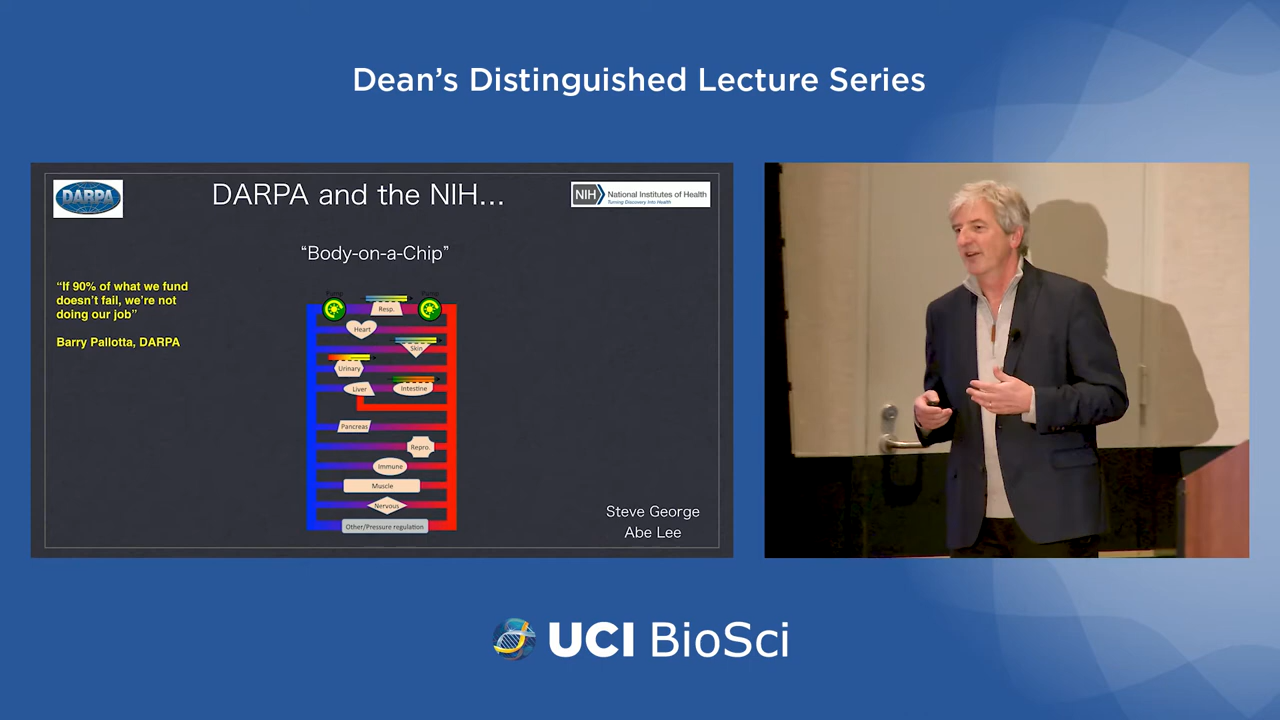 Dean's Distinguished Lecture Series
DARPA
DARPA and the NIH...
NIH National Institutes of Health
Turning Discovery Into Health
"Body-on-a-Chip"
"If 90% of what we fund
doesn't fail, we're not
doing our job"
Barry Pallotta, DARPA
Pump
Pump
Resp.
Heart
Skin
Urinary
Liver
Intestine
Pancreas
Repro.
Immune
Muscle
Nervous
Other/Pressure regulation
Steve George
Abe Lee
UCI BioSci